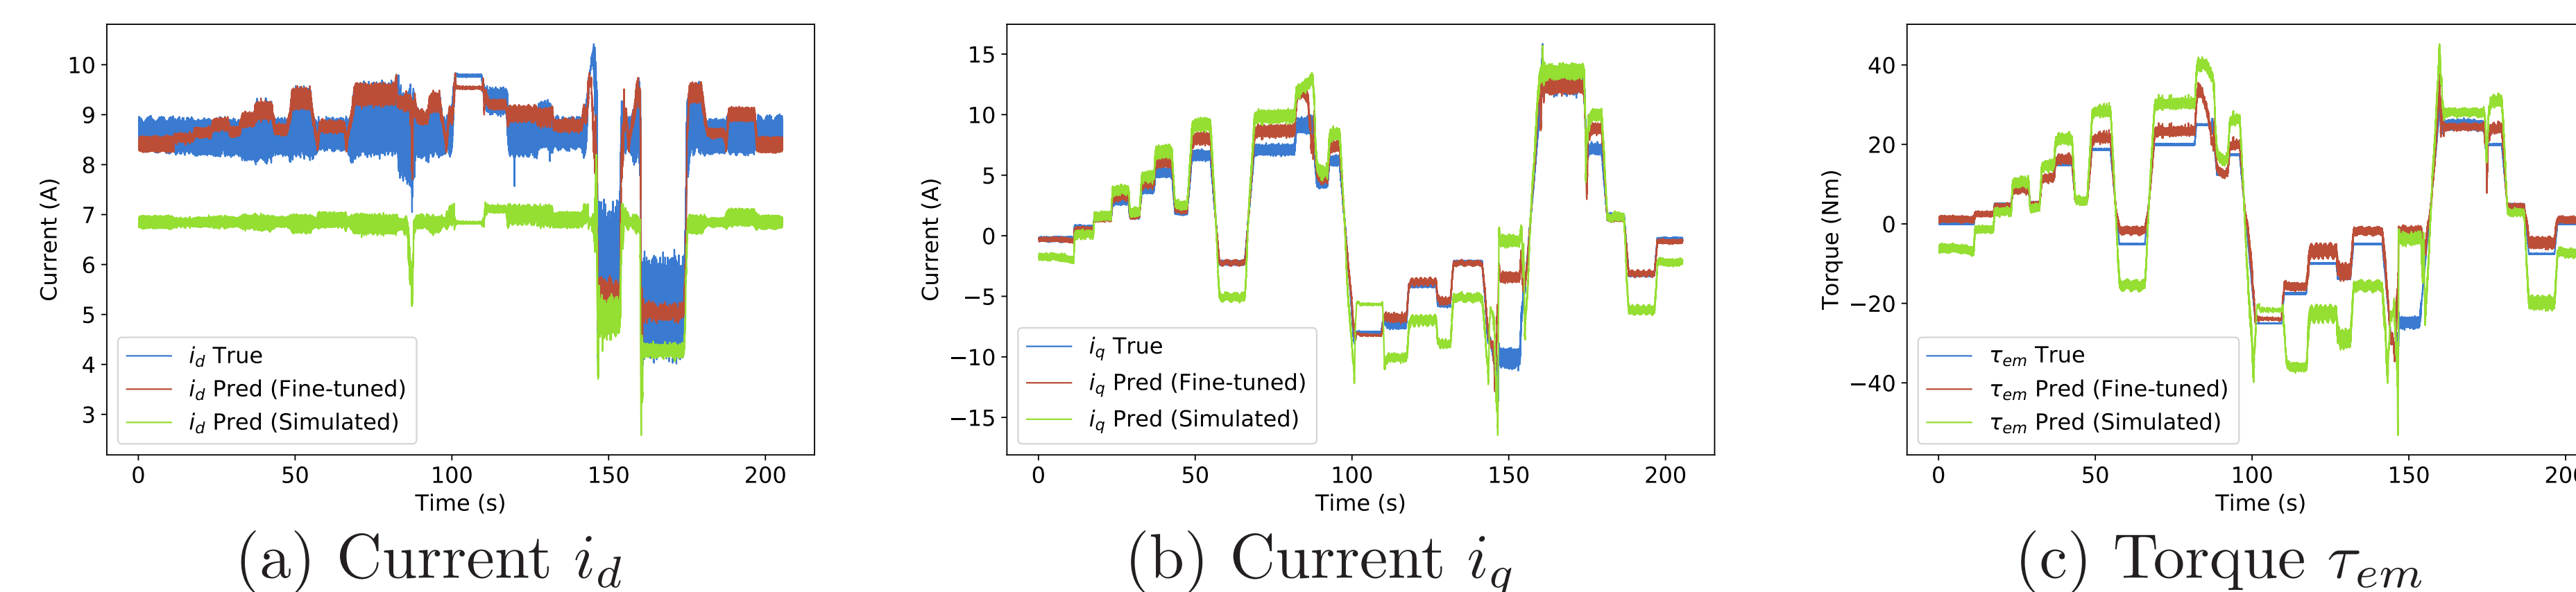 10
9
8
7
6
5
4
3
Current (A)
i_d True
i_d Pred (Fine-tuned)
i_d Pred (Simulated)
0 50 100 150 200
Time (s)
(a) Current i_d
15
10
5
0
−5
−10
−15
Current (A)
i_q True
i_q Pred (Fine-tuned)
i_q Pred (Simulated)
0 50 100 150 200
Time (s)
(b) Current i_q
40
20
0
−20
−40
Torque (Nm)
τ_em True
τ_em Pred (Fine-tuned)
τ_em Pred (Simulated)
0 50 100 150
Time (s)
(c) Torque τ_em